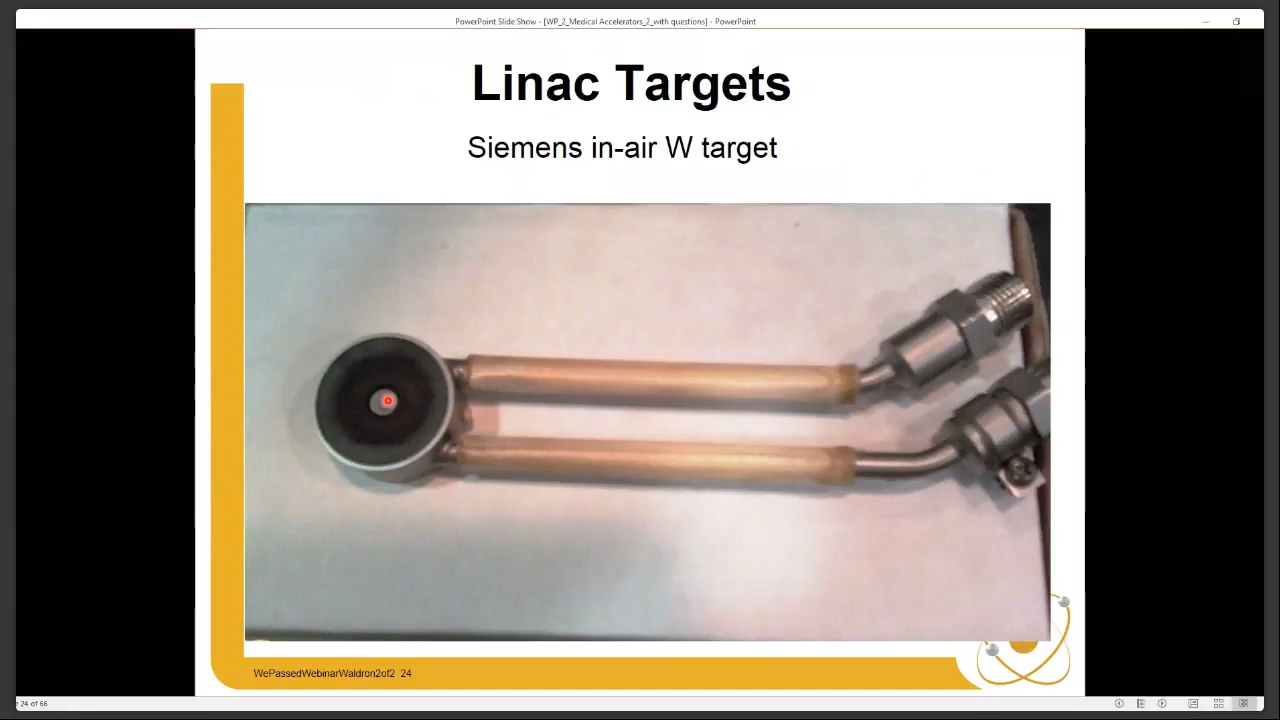 PowerPoint Slide Show - [WP_2_Medical Accelerators_2_with questions] - PowerPoint
Linac Targets
Siemens in-air W target
WePassedWebinarWaldron2of2 24
24 of 66